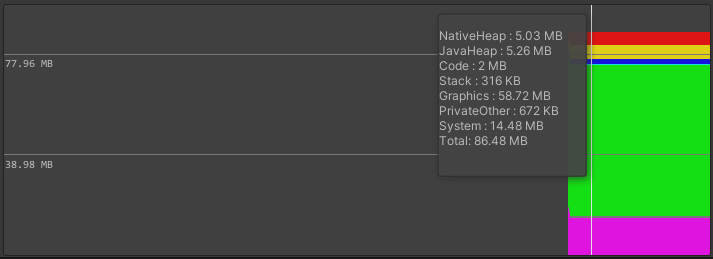 NativeHeap : 5.03 MB
JavaHeap : 5.26 MB
Code : 2 MB
Stack : 316 KB
Graphics : 58.72 MB
PrivateOther : 672 KB
System : 14.48 MB
Total: 86.48 MB
77.96 MB
38.98 MB